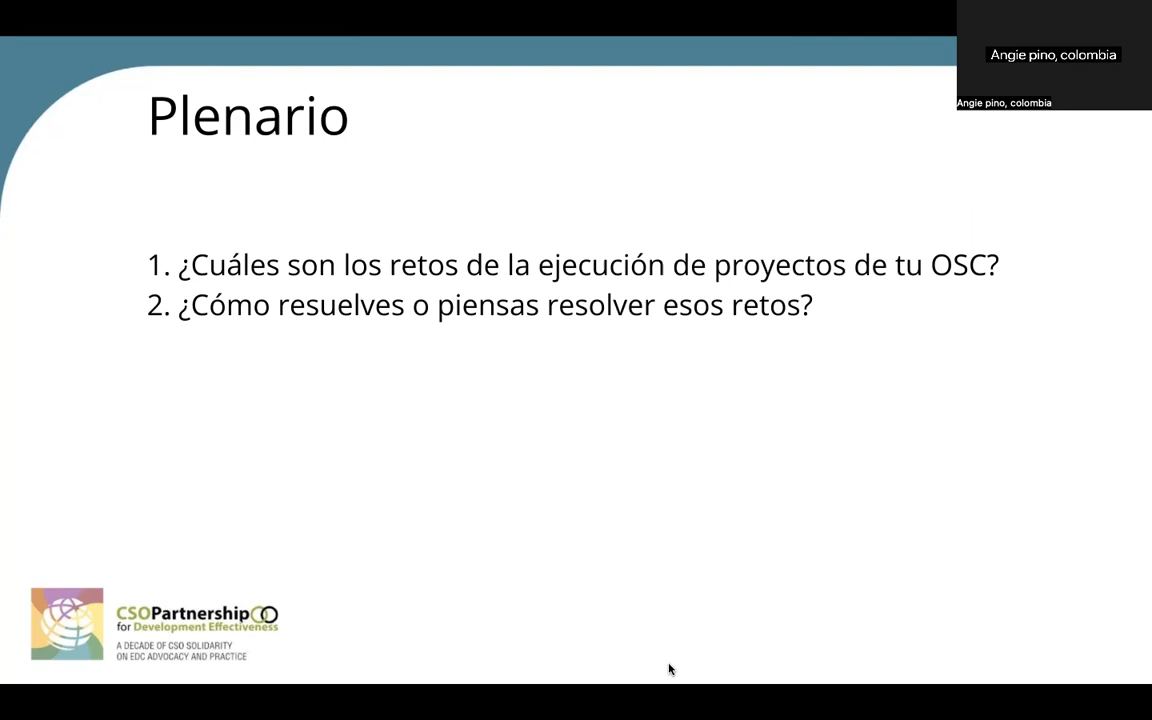 Angie pino, colombia
Angie pino, colombia
Plenario
1. ¿Cuáles son los retos de la ejecución de proyectos de tu OSC?
2. ¿Cómo resuelves o piensas resolver esos retos?
CSOPartnership
for Development Effectiveness
A DECADE OF CSO SOLIDARITY
ON EDC ADVOCACY AND PRACTICE